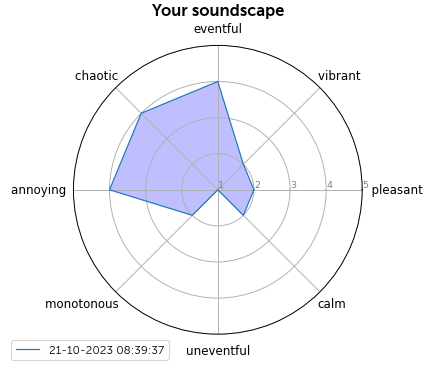 Your soundscape
eventful
chaotic
vibrant
annoying
1 2 3 4 5
pleasant
monotonous
calm
uneventful
21-10-2023 08:39:37